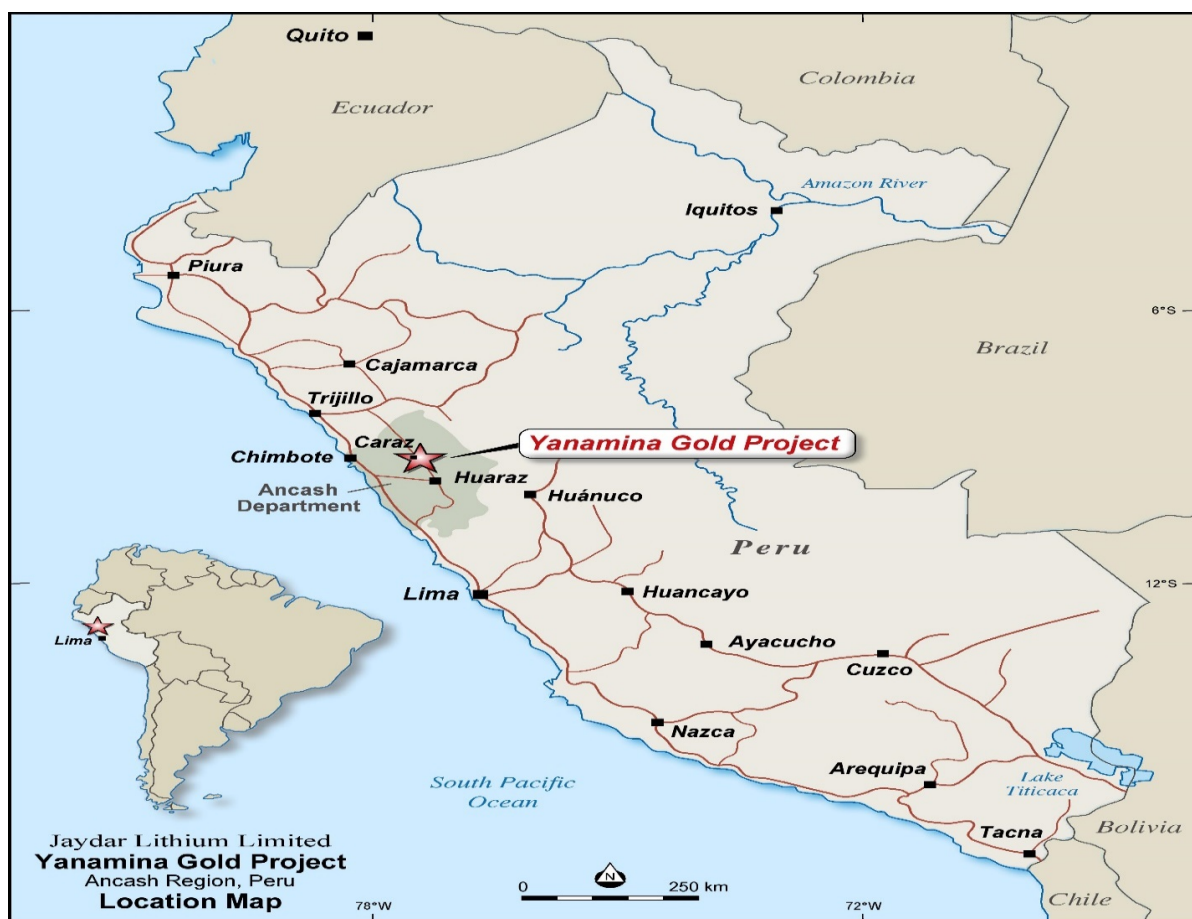 Quito
Colombia
Ecuador
Amazon River
Iquitos
Piura
6°S
Brazil
Cajamarca
Trijillo
Caraz
Yanamina Gold Project
Chimbote
Huaraz
Ancash
Department
Huánuco
Peru
12°S
Lima
Huancayo
Ayacucho
Cuzco
Lima
Nazca
Arequipa
Lake
Titicaca
South Pacific
Ocean
Tacna
Bolivia
Chile
Jaydar Lithium Limited
Yanamina Gold Project
Ancash Region, Peru
Location Map
N
0 250 km
78°W
72°W